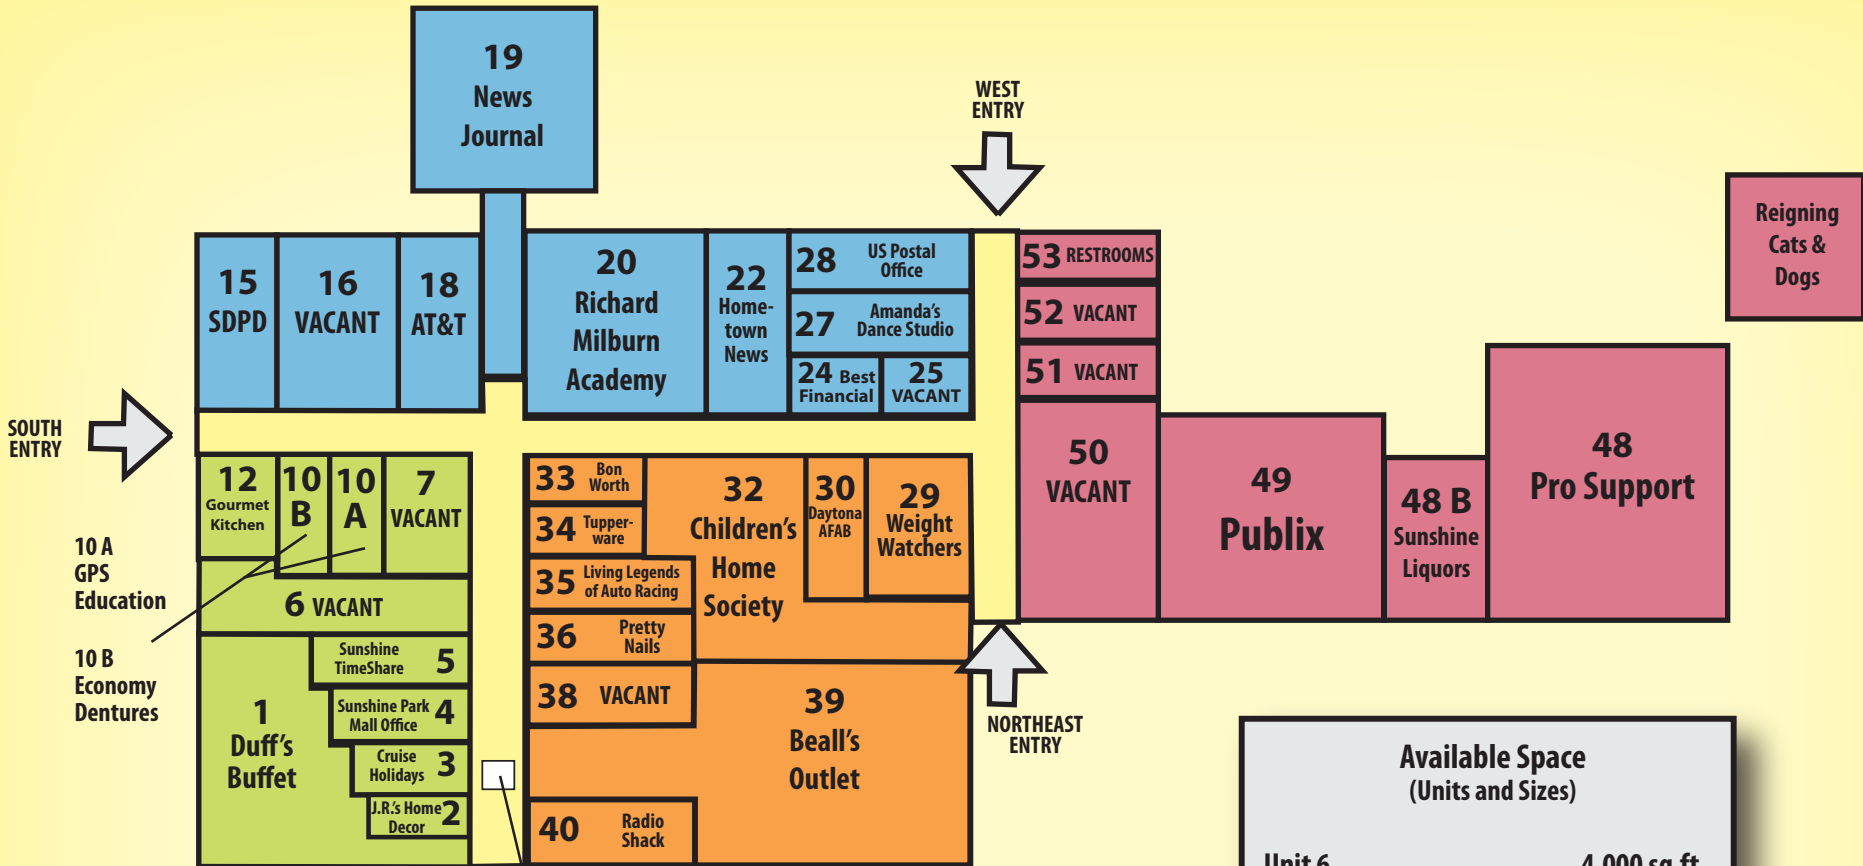 19
News
Journal
WEST
ENTRY
Reigning
Cats &
Dogs
15
SDPD
16
VACANT
18
AT&T
20
Richard
Milburn
Academy
22
Home-
town
News
28 US Postal
Office
27 Amanda's
Dance Studio
24 Best
Financial
25
VACANT
53 RESTROOMS
52 VACANT
51 VACANT
50
VACANT
49
Publix
48 B
Sunshine
Liquors
48
Pro Support
SOUTH
ENTRY
12
Gourmet
Kitchen
10
B
10
A
7
VACANT
10 A
GPS
Education
10 B
Economy
Dentures
6 VACANT
Sunshine
TimeShare 5
Sunshine Park
Mall Office 4
Cruise
Holidays 3
J.R.'s Home
Decor 2
1
Duff's
Buffet
33 Bon
Worth
34 Tupper-
ware
35 Living Legends
of Auto Racing
36 Pretty
Nails
38 VACANT
32
Children's
Home
Society
30
Daytona
AFAB
29
Weight
Watchers
39
Beall's
Outlet
40 Radio
Shack
NORTHEAST
ENTRY
Available Space
(Units and Sizes)
Unit 6 4,000 sq ft